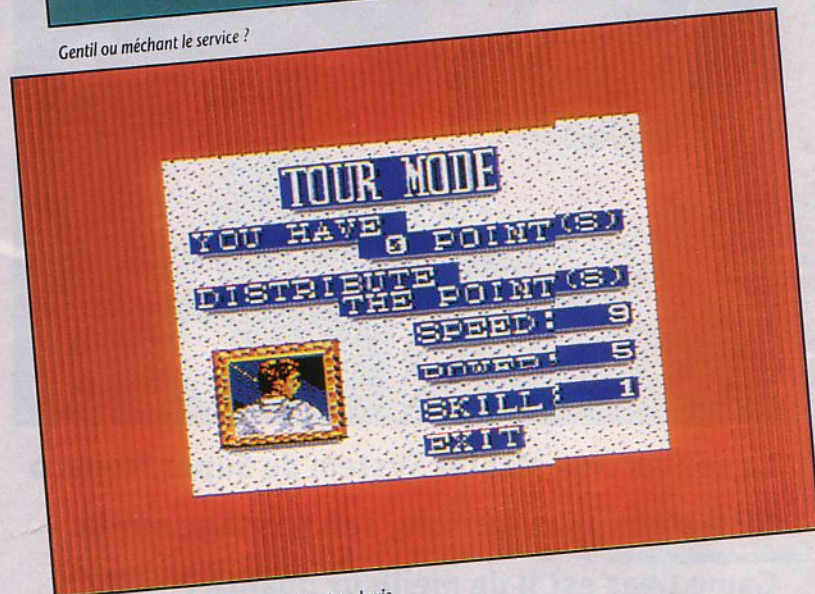 Gentil ou méchant le service ?
TOUR MODE
YOU HAVE
0 POINT(S)
DISTRIBUTE
THE POINT(S)
SPEED: 9
POWER: 5
SKILL: 1
EXIT